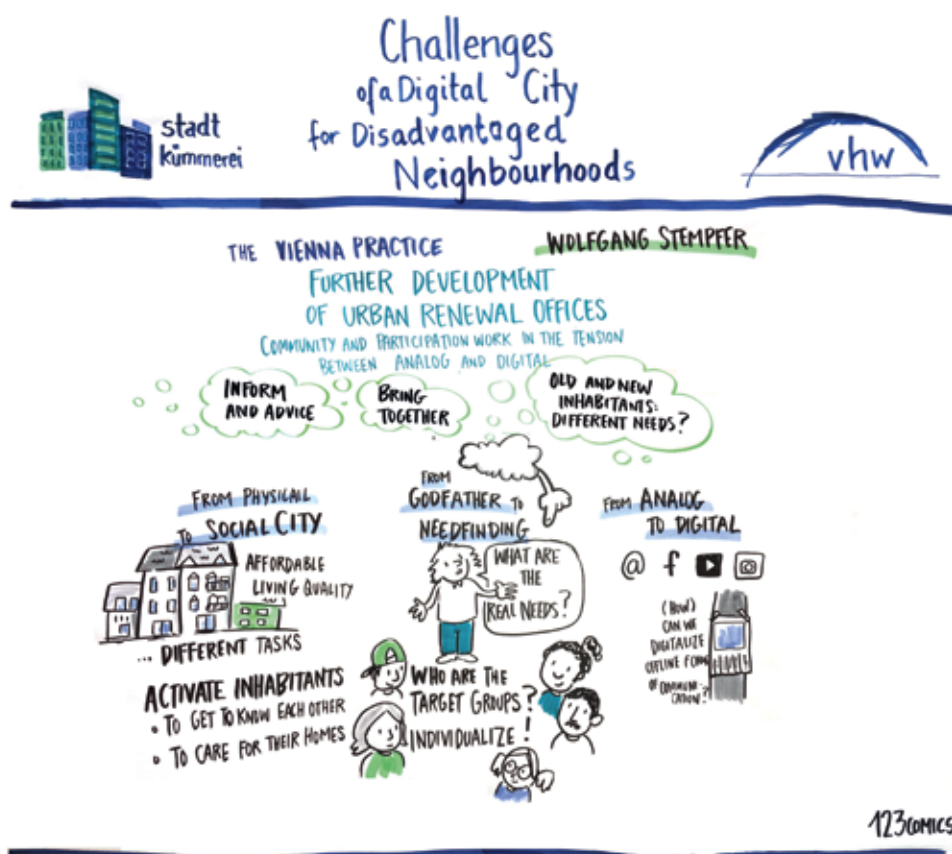 Challenges
of a Digital City
for Disadvantaged
Neighbourhoods
stadt
kümmerei
vhw
THE VIENNA PRACTICE
WOLFGANG STEMPFER
FURTHER DEVELOPMENT
OF URBAN RENEWAL OFFICES
COMMUNITY AND PARTICIPATION WORK IN THE TENSION
BETWEEN ANALOG AND DIGITAL
INFORM
AND ADVICE
BRING
TOGETHER
OLD AND NEW
INHABITANTS:
DIFFERENT NEEDS?
FROM PHYSICAL
TO SOCIAL CITY
AFFORDABLE
LIVING QUALITY
... DIFFERENT TASKS
ACTIVATE INHABITANTS
• TO GET TO KNOW EACH OTHER
• TO CARE FOR THEIR HOMES
FROM
GODFATHER TO
NEEDFINDING
WHAT ARE
THE
REAL NEEDS?
WHO ARE THE
TARGET GROUPS?
INDIVIDUALIZE!
FROM ANALOG
TO DIGITAL
@ f
(HOW)
CAN WE
DIGITALIZE
OFFLINE FORM
OF COMMUNI-
CATION?
123COMICS